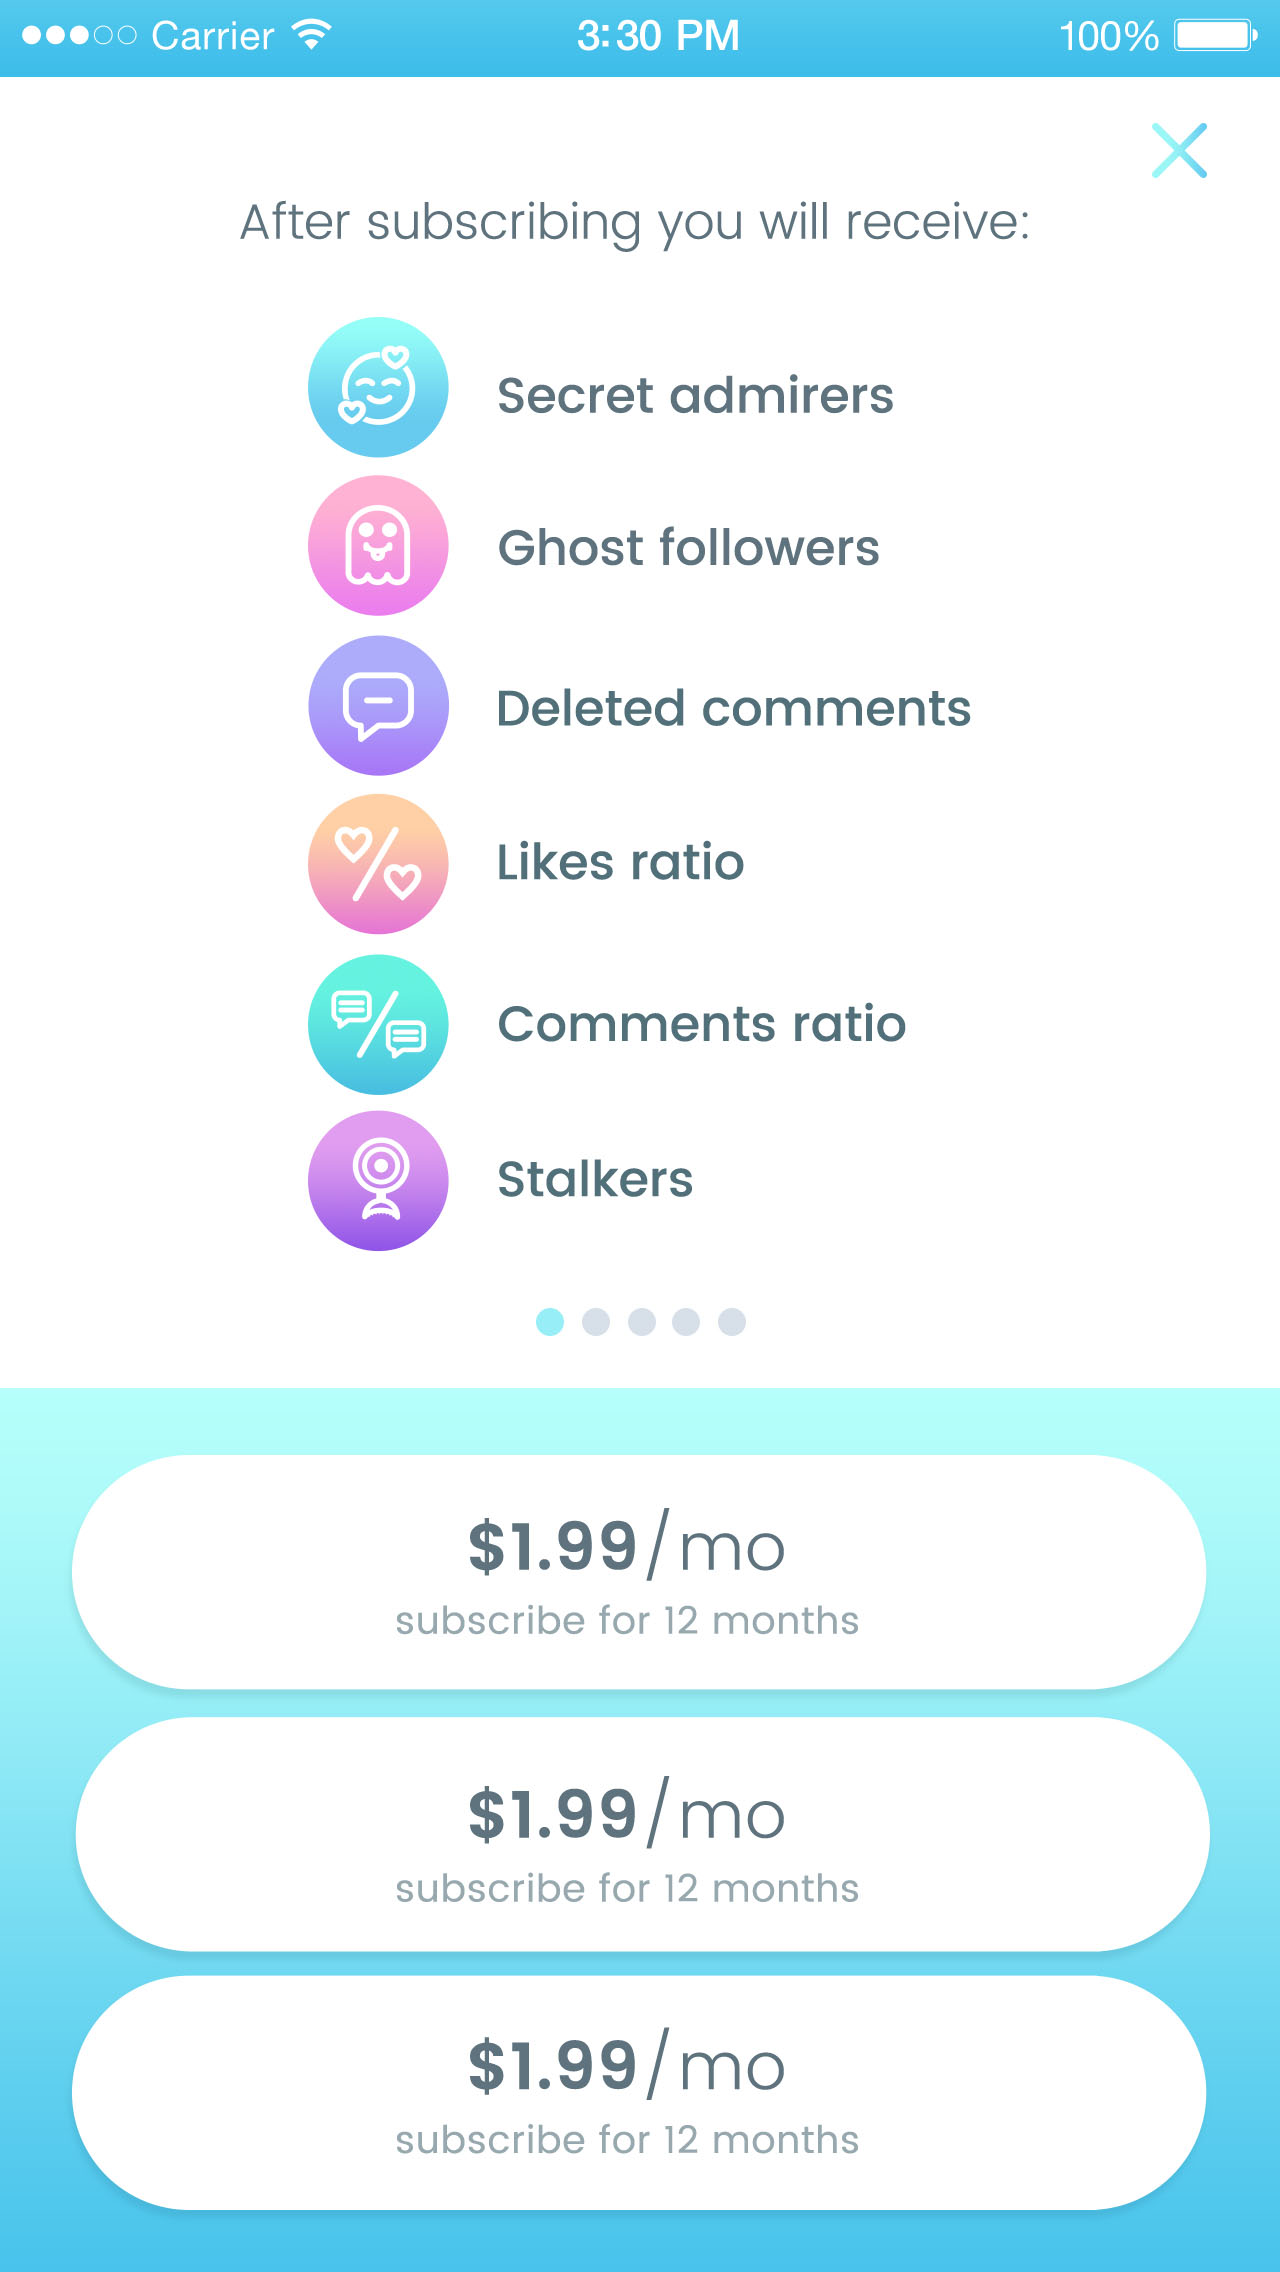 Carrier 3:30 PM 100%
After subscribing you will receive:
Secret admirers
Ghost followers
Deleted comments
Likes ratio
Comments ratio
Stalkers
$1.99/mo
subscribe for 12 months
$1.99/mo
subscribe for 12 months
$1.99/mo
subscribe for 12 months